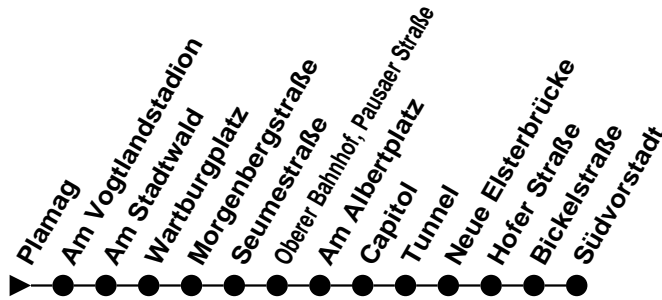 Plamag
Am Vogtlandstadion
Am Stadtwald
Wartburgplatz
Morgenbergstraße
Seumestraße
Oberer Bahnhof, Pausaer Straße
Am Albertplatz
Capitol
Tunnel
Neue Elsterbrücke
Hofer Straße
Bickelstraße
Südvorstadt